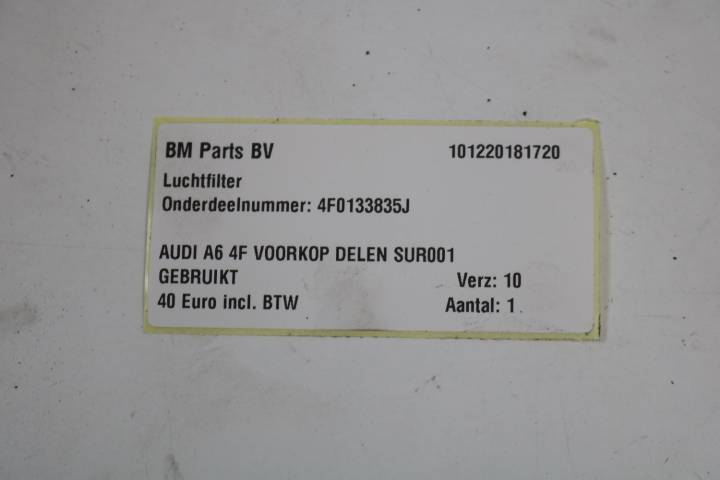 BM Parts BV 101220181720
Luchtfilter
Onderdeelnummer: 4F0133835J
AUDI A6 4F VOORKOP DELEN SUR001
GEBRUIKT Verz: 10
40 Euro incl. BTW Aantal: 1